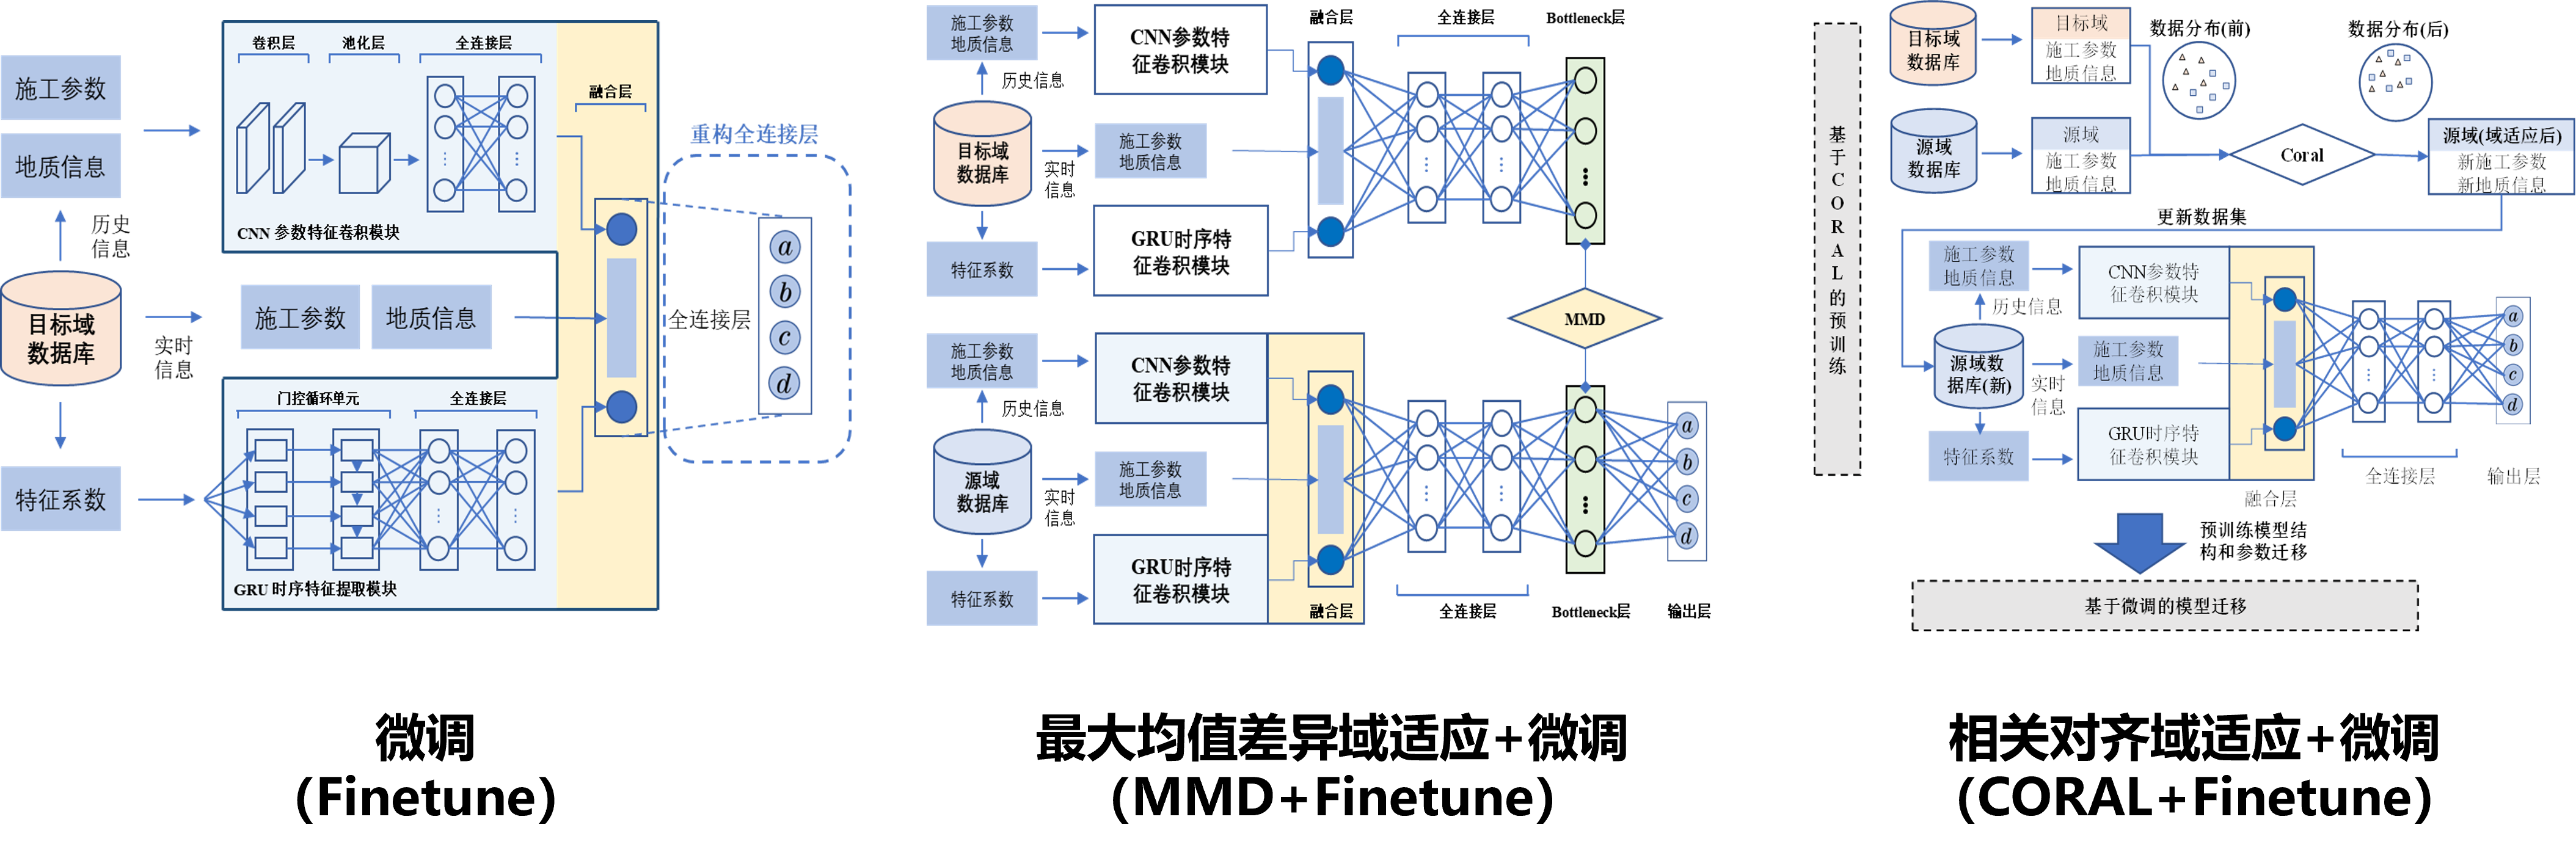 卷积层
池化层
全连接层
施工参数
地质信息
融合层
重构全连接层
CNN 参数特征卷积模块
历史
信息
目标域
数据库
实时
信息
施工参数
地质信息
全连接层
a
b
c
d
门控循环单元
全连接层
特征系数
GRU 时序特征提取模块
微调
(Finetune)
施工参数
地质信息
CNN参数特
征卷积模块
融合层
全连接层
Bottleneck层
历史信息
目标域
数据库
实时
信息
施工参数
地质信息
特征系数
GRU时序特
征卷积模块
MMD
施工参数
地质信息
CNN参数特
征卷积模块
历史信息
源域
数据库
实时
信息
施工参数
地质信息
特征系数
GRU时序特
征卷积模块
融合层
全连接层
Bottleneck层
输出层
a
b
c
d
最大均值差异域适应+微调
(MMD+Finetune)
基于CORAL的预训练
目标域
数据库
目标域
施工参数
地质信息
数据分布(前)
数据分布(后)
源域
数据库
源域
施工参数
地质信息
Coral
源域(域适应后)
新施工参数
新地质信息
更新数据集
施工参数
地质信息
CNN参数特
征卷积模块
历史信息
源域数
据库(新)
实时
信息
施工参数
地质信息
特征系数
GRU时序特
征卷积模块
融合层
全连接层
输出层
a
b
c
d
预训练模型结
构和参数迁移
基于微调的模型迁移
相关对齐域适应+微调
(CORAL+Finetune)